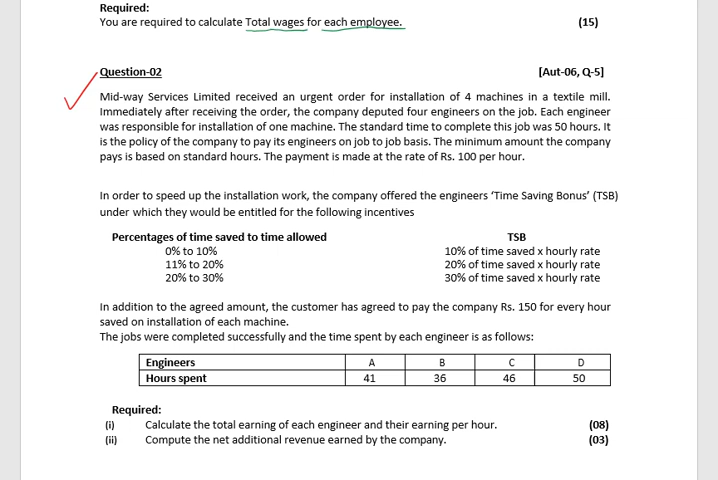 Required:
You are required to calculate Total wages for each employee. (15)
Question-02 [Aut-06, Q-5]
Mid-way Services Limited received an urgent order for installation of 4 machines in a textile mill.
Immediately after receiving the order, the company deputed four engineers on the job. Each engineer
was responsible for installation of one machine. The standard time to complete this job was 50 hours. It
is the policy of the company to pay its engineers on job to job basis. The minimum amount the company
pays is based on standard hours. The payment is made at the rate of Rs. 100 per hour.
In order to speed up the installation work, the company offered the engineers ‘Time Saving Bonus’ (TSB)
under which they would be entitled for the following incentives
Percentages of time saved to time allowed TSB
0% to 10% 10% of time saved x hourly rate
11% to 20% 20% of time saved x hourly rate
20% to 30% 30% of time saved x hourly rate
In addition to the agreed amount, the customer has agreed to pay the company Rs. 150 for every hour
saved on installation of each machine.
The jobs were completed successfully and the time spent by each engineer is as follows:
Engineers A B C D
Hours spent 41 36 46 50
Required:
(i) Calculate the total earning of each engineer and their earning per hour. (08)
(ii) Compute the net additional revenue earned by the company. (03)